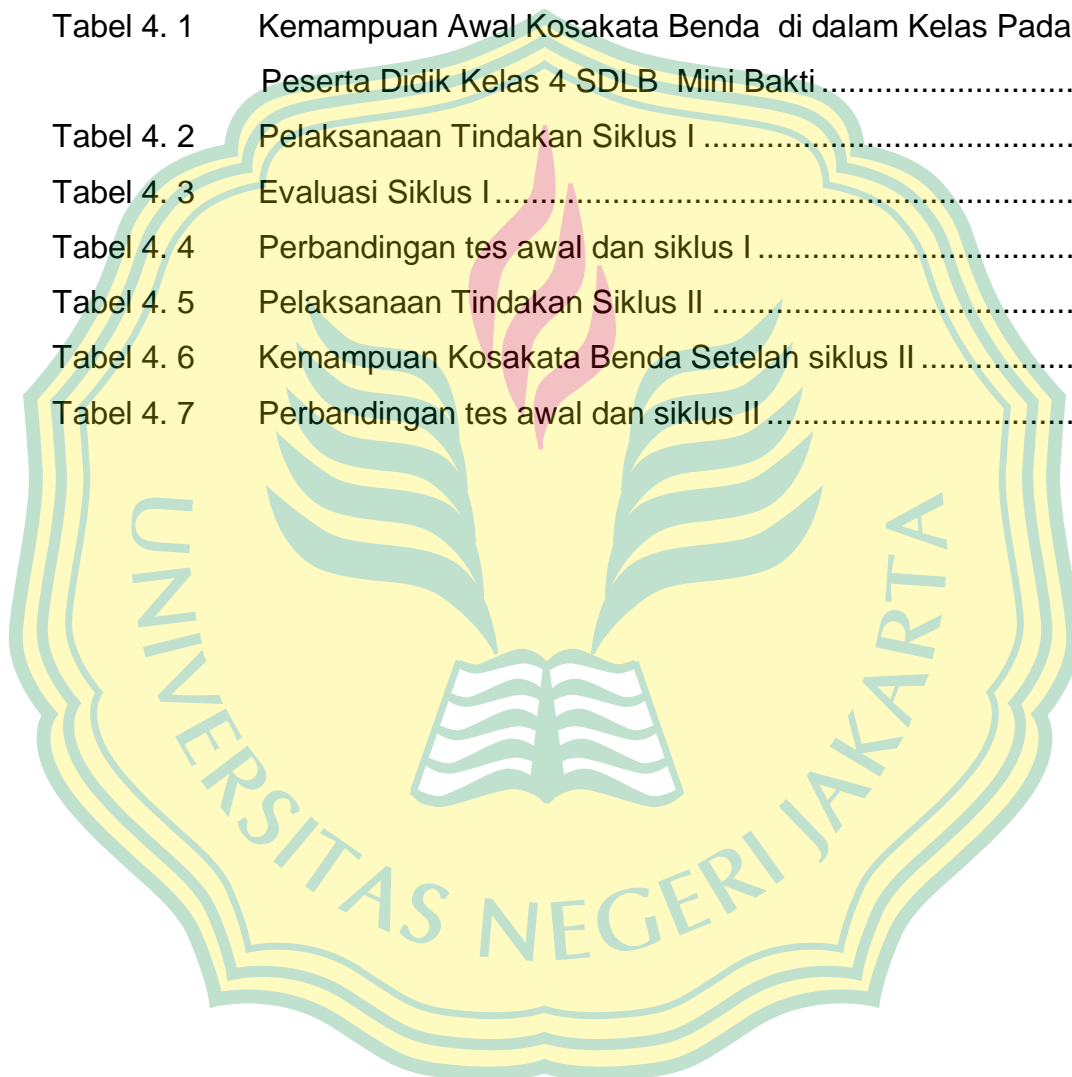 Tabel 4. 1 Kemampuan Awal Kosakata Benda di dalam Kelas Pada
Peserta Didik Kelas 4 SDLB Mini Bakti ............................
Tabel 4. 2 Pelaksanaan Tindakan Siklus I .........................................
Tabel 4. 3 Evaluasi Siklus I ................................................................
Tabel 4. 4 Perbandingan tes awal dan siklus I ...................................
Tabel 4. 5 Pelaksanaan Tindakan Siklus II ........................................
Tabel 4. 6 Kemampuan Kosakata Benda Setelah siklus II .................
Tabel 4. 7 Perbandingan tes awal dan siklus II ..................................
UNIVERSITAS NEGERI JAKARTA